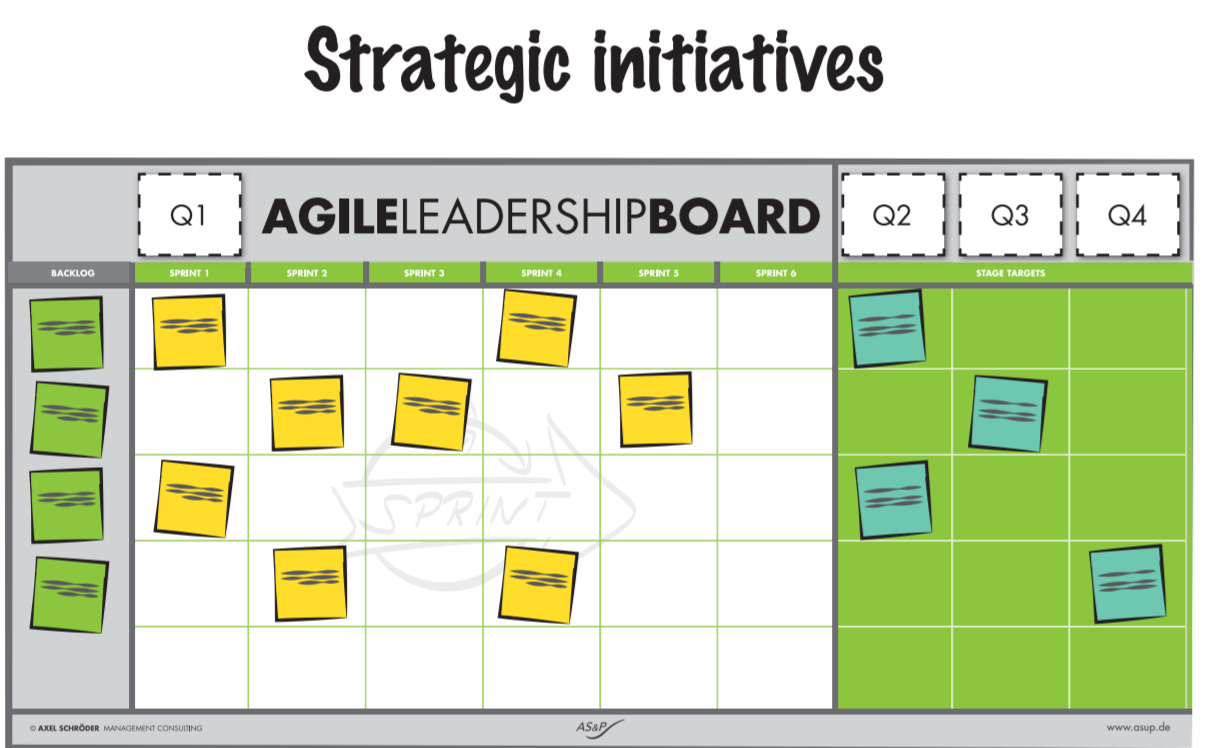 Strategic initiatives
Q1 AGILELEADERSHIPBOARD Q2 Q3 Q4
BACKLOG SPRINT 1 SPRINT 2 SPRINT 3 SPRINT 4 SPRINT 5 SPRINT 6 STAGE TARGETS
SPRINT
© AXEL SCHRÖDER MANAGEMENT CONSULTING AS&P www.asup.de